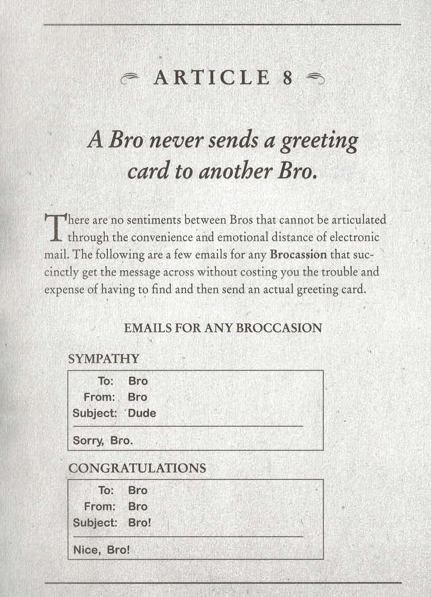 ARTICLE 8
A Bro never sends a greeting
card to another Bro.
There are no sentiments between Bros that cannot be articulated
through the convenience and emotional distance of electronic
mail. The following are a few emails for any Brocassion that suc-
cinctly get the message across without costing you the trouble and
expense of having to find and then send an actual greeting card.
EMAILS FOR ANY BROCCASION
SYMPATHY
To: Bro
From: Bro
Subject: Dude
Sorry, Bro.
CONGRATULATIONS
To: Bro
From: Bro
Subject: Bro!
Nice, Bro!